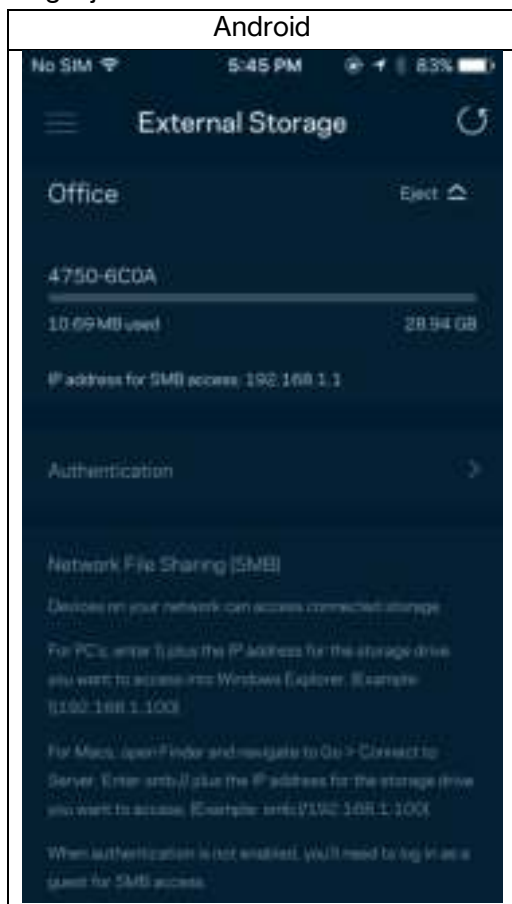 Android
No SIM 5:45 PM 83%
External Storage
Office Eject
4750-6C0A
10.69 MB used 28.94 GB
IP address for SMB access: 192.168.1.1
Authentication >
Network File Sharing (SMB)
Devices on your network can access connected storage.
For PCs, enter \\ plus the IP address for the storage drive
you want to access into Windows Explorer. (Example:
\\192.168.1.100)
For Macs, open Finder and navigate to Go > Connect to
Server. Enter smb:// plus the IP address for the storage drive
you want to access. (Example: smb://192.168.1.100)
When authentication is not enabled, you'll need to log in as a
guest for SMB access.